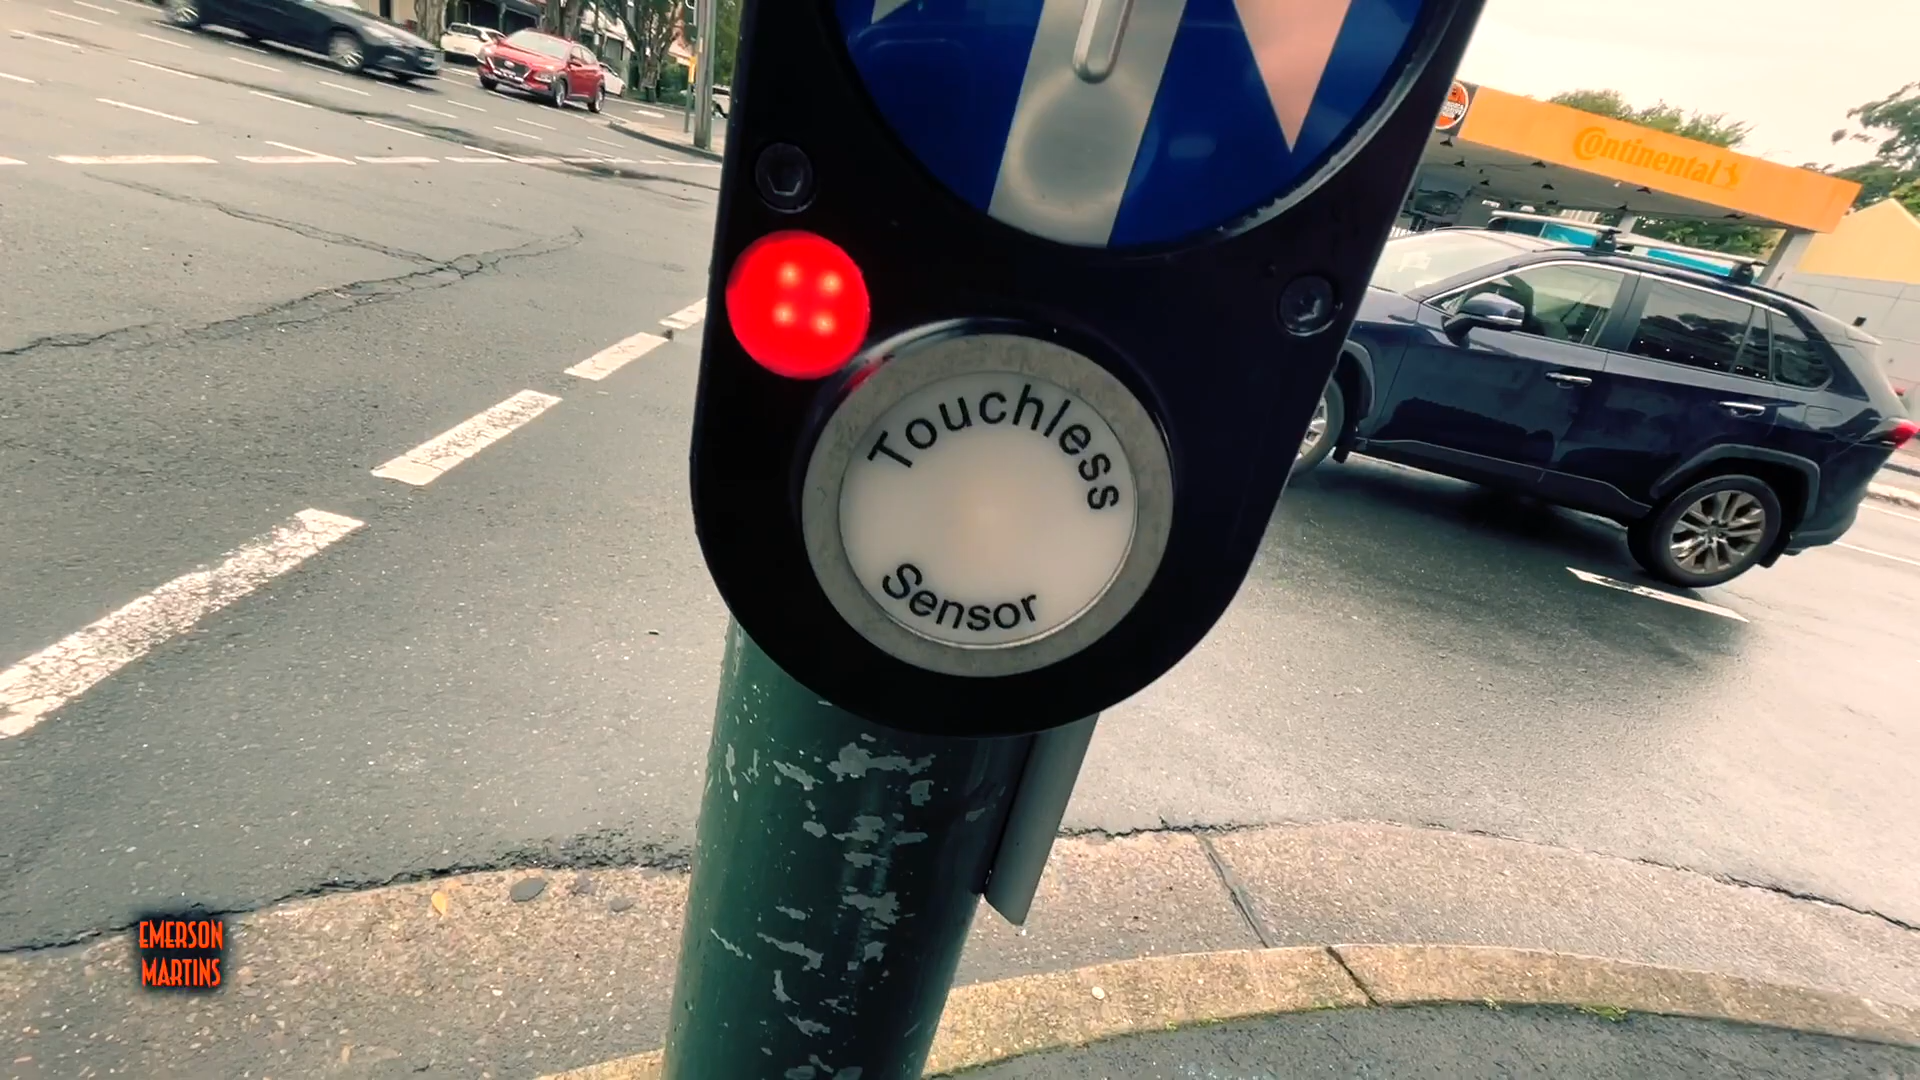 Continental
Touchless
Sensor
EMERSON
MARTINS